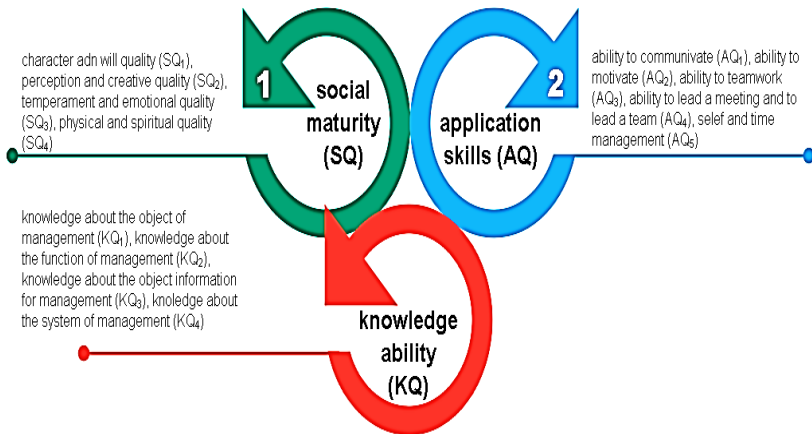 character adn will quality (SQ₁),
perception and creative quality (SQ₂),
temperament and emotional quality
(SQ₃), physical and spiritual quality
(SQ₄)
1
social
maturity
(SQ)
2
application
skills (AQ)
ability to communivate (AQ₁), ability to
motivate (AQ₂), ability to teamwork
(AQ₃), ability to lead a meeting and to
lead a team (AQ₄), selef and time
management (AQ₅)
knowledge about the object of
management (KQ₁), knowledge about
the function of management (KQ₂),
knowledge about the object information
for management (KQ₃), knoledge about
the system of management (KQ₄)
knowledge
ability
(KQ)